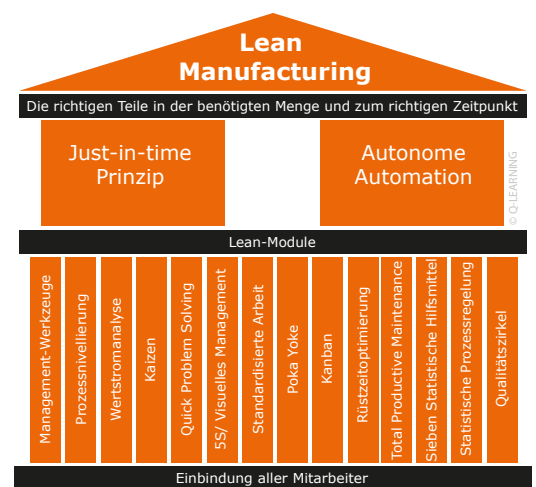 Lean
Manufacturing
Die richtigen Teile in der benötigten Menge und zum richtigen Zeitpunkt
Just-in-time
Prinzip
Autonome
Automation
© Q-LEARNING
Lean-Module
Management-Werkzeuge
Prozessnivellierung
Wertstromanalyse
Kaizen
Quick Problem Solving
5S/ Visuelles Management
Standardisierte Arbeit
Poka Yoke
Kanban
Rüstzeitoptimierung
Total Productive Maintenance
Sieben Statistische Hilfsmittel
Statistische Prozessregelung
Qualitätszirkel
Einbindung aller Mitarbeiter